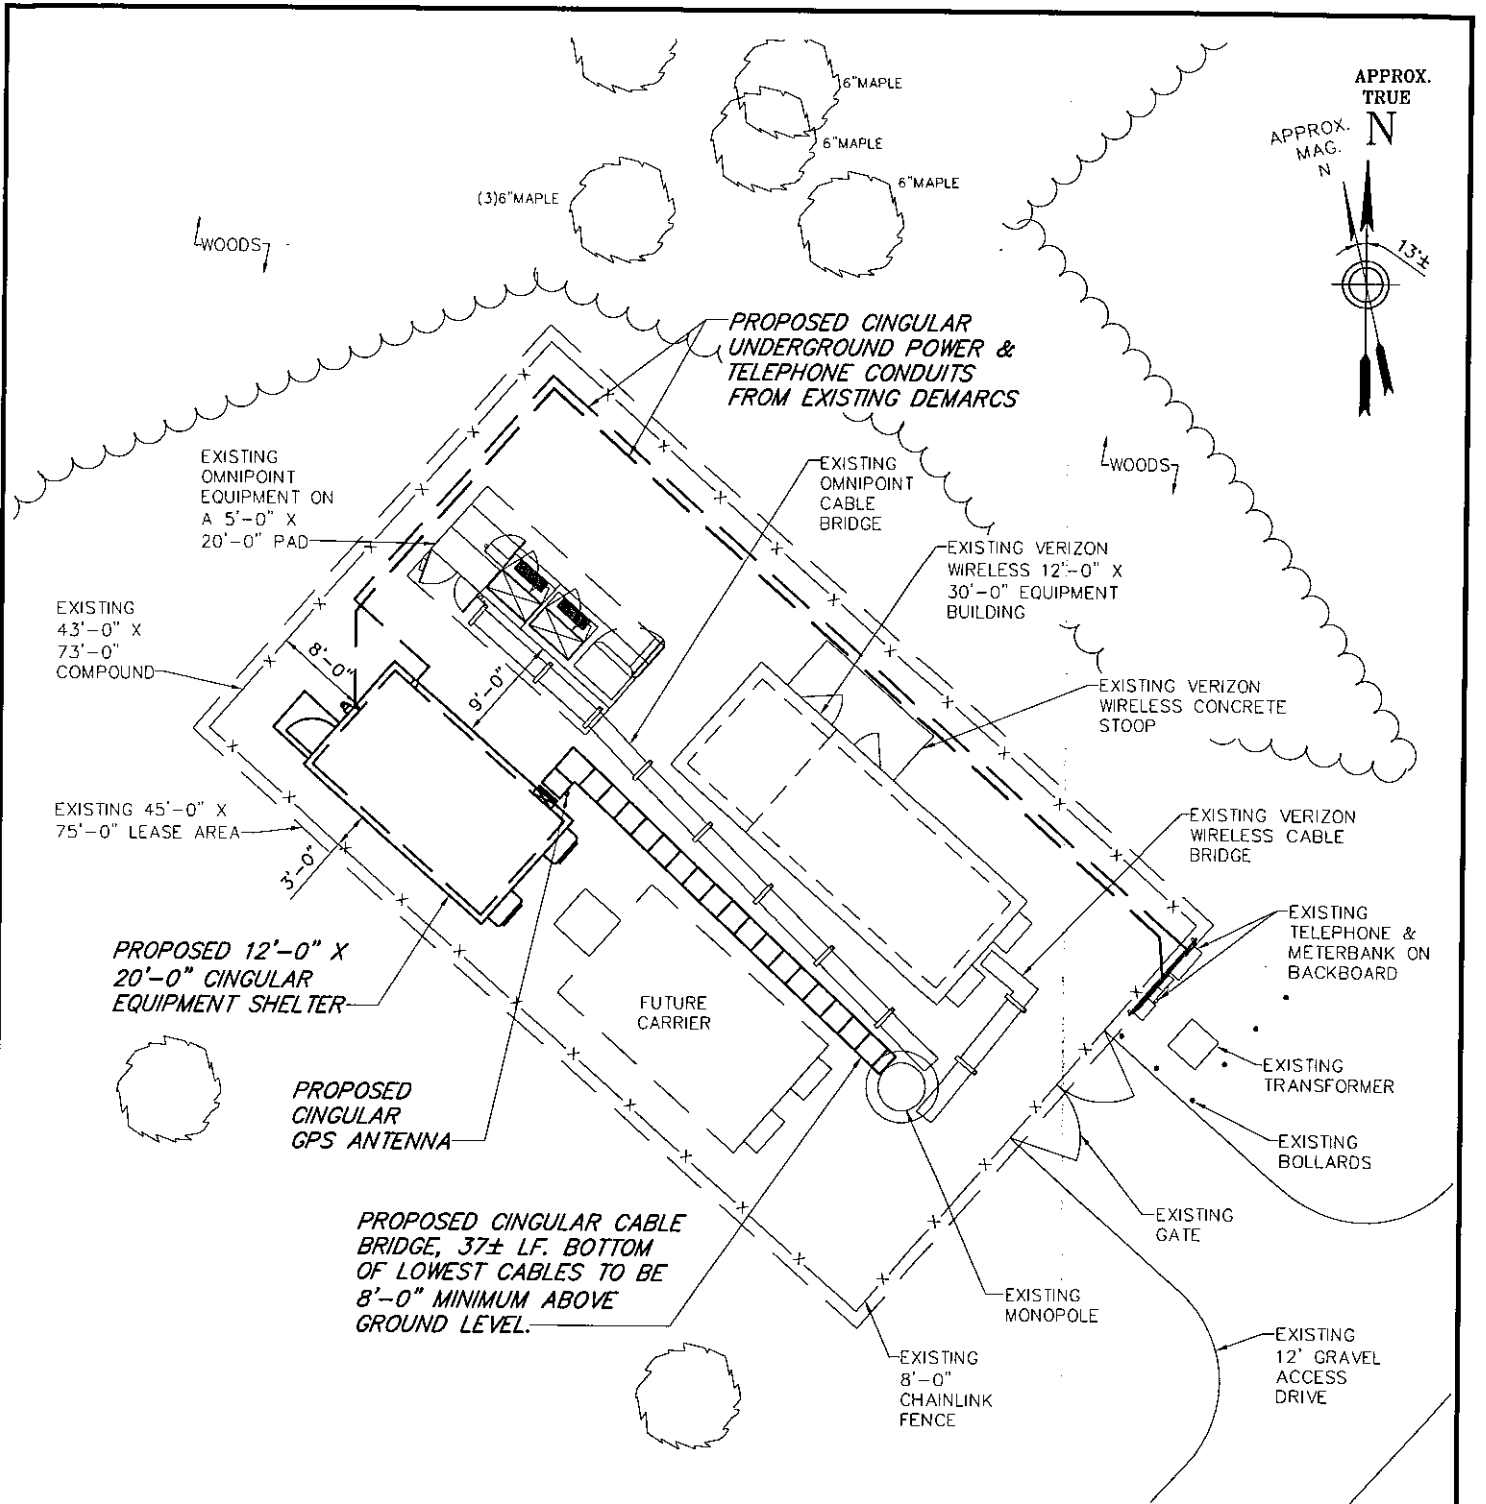 6"MAPLE
6"MAPLE
6"MAPLE
(3)6"MAPLE
APPROX.
TRUE
N
APPROX.
MAG.
N
13°±
WOODS
PROPOSED CINGULAR
UNDERGROUND POWER &
TELEPHONE CONDUITS
FROM EXISTING DEMARCS
EXISTING
OMNIPOINT
EQUIPMENT ON
A 5'-0" X
20'-0" PAD
EXISTING
OMNIPOINT
CABLE
BRIDGE
WOODS
EXISTING VERIZON
WIRELESS 12'-0" X
30'-0" EQUIPMENT
BUILDING
EXISTING
43'-0" X
73'-0"
COMPOUND
8'-0"
9'-0"
EXISTING VERIZON
WIRELESS CONCRETE
STOOP
EXISTING 45'-0" X
75'-0" LEASE AREA
3'-0"
EXISTING VERIZON
WIRELESS CABLE
BRIDGE
PROPOSED 12'-0" X
20'-0" CINGULAR
EQUIPMENT SHELTER
EXISTING
TELEPHONE &
METERBANK ON
BACKBOARD
FUTURE
CARRIER
EXISTING
TRANSFORMER
PROPOSED
CINGULAR
GPS ANTENNA
EXISTING
BOLLARDS
PROPOSED CINGULAR CABLE
BRIDGE, 37± LF. BOTTOM
OF LOWEST CABLES TO BE
8'-0" MINIMUM ABOVE
GROUND LEVEL.
EXISTING
GATE
EXISTING
MONOPOLE
EXISTING
8'-0"
CHAINLINK
FENCE
EXISTING
12' GRAVEL
ACCESS
DRIVE